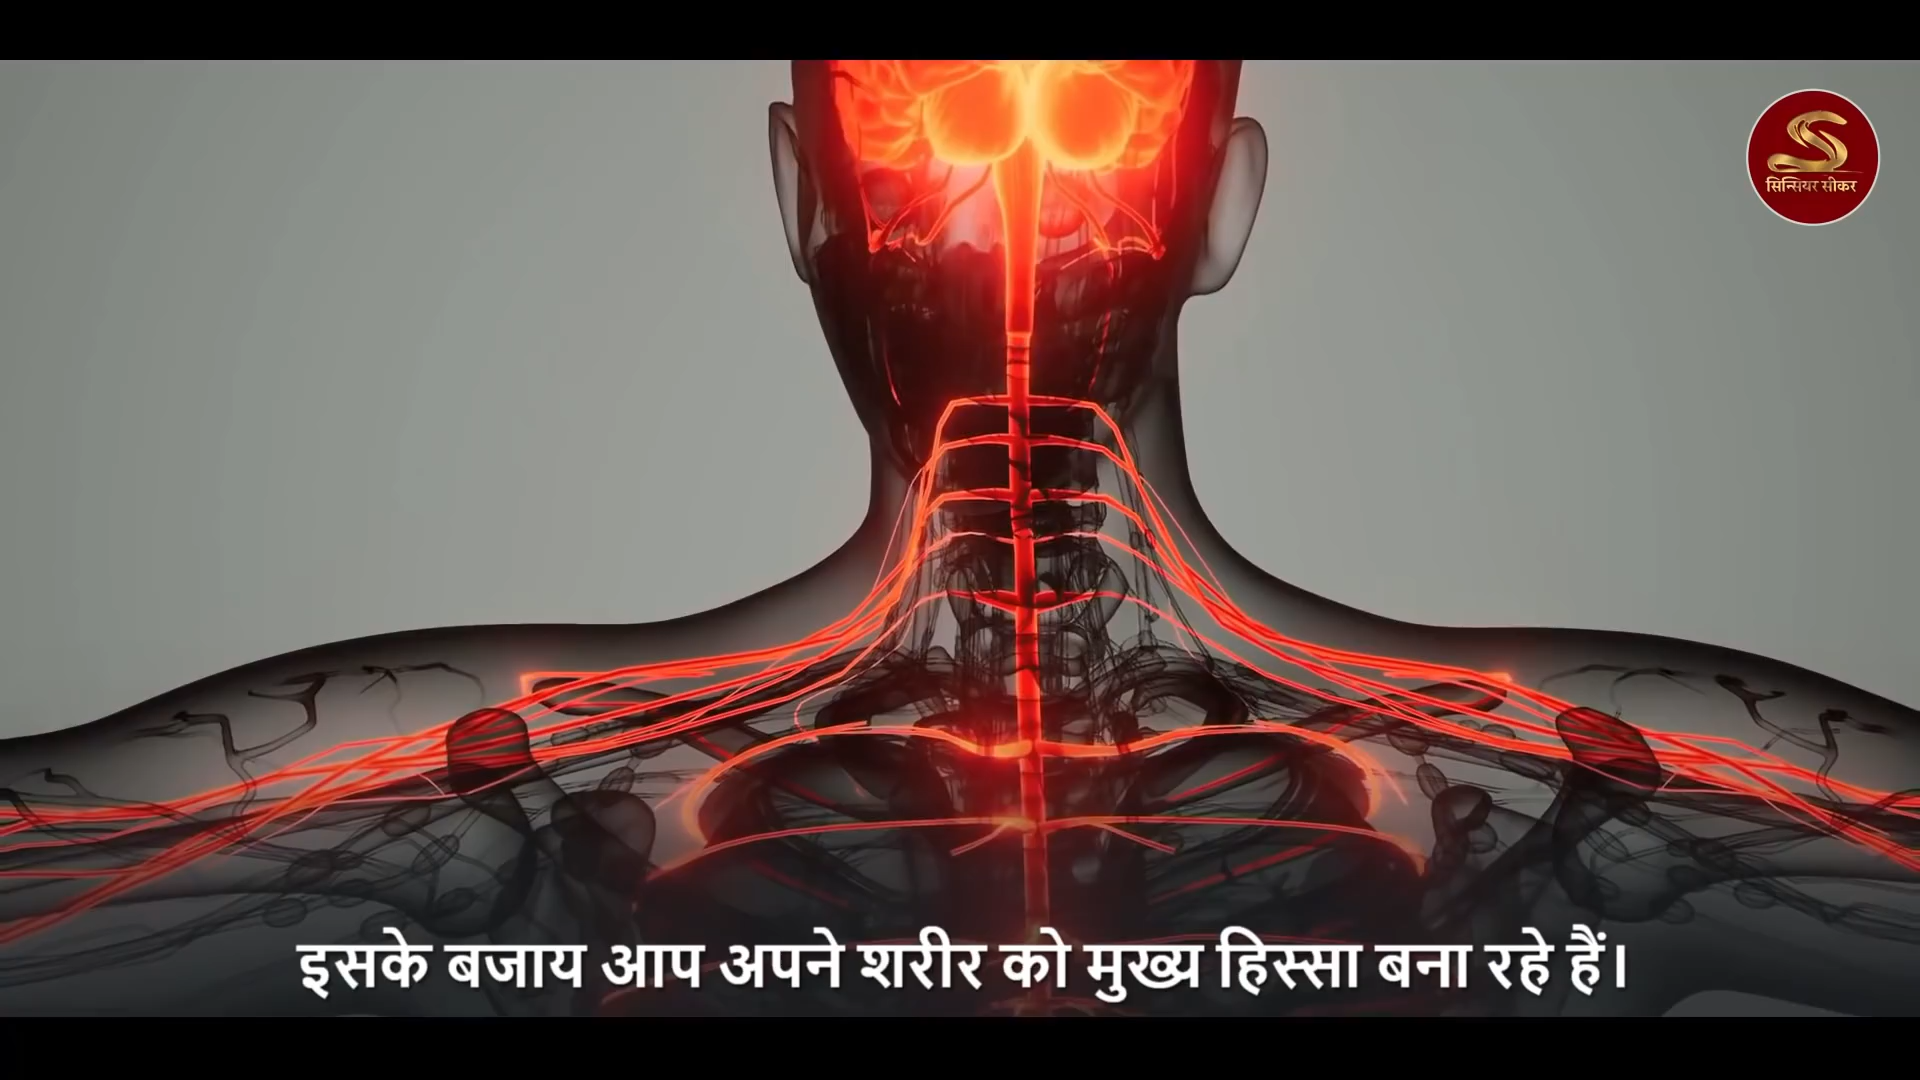 सिन्सियर सीकर
इसके बजाय आप अपने शरीर को मुख्य हिस्सा बना रहे हैं।